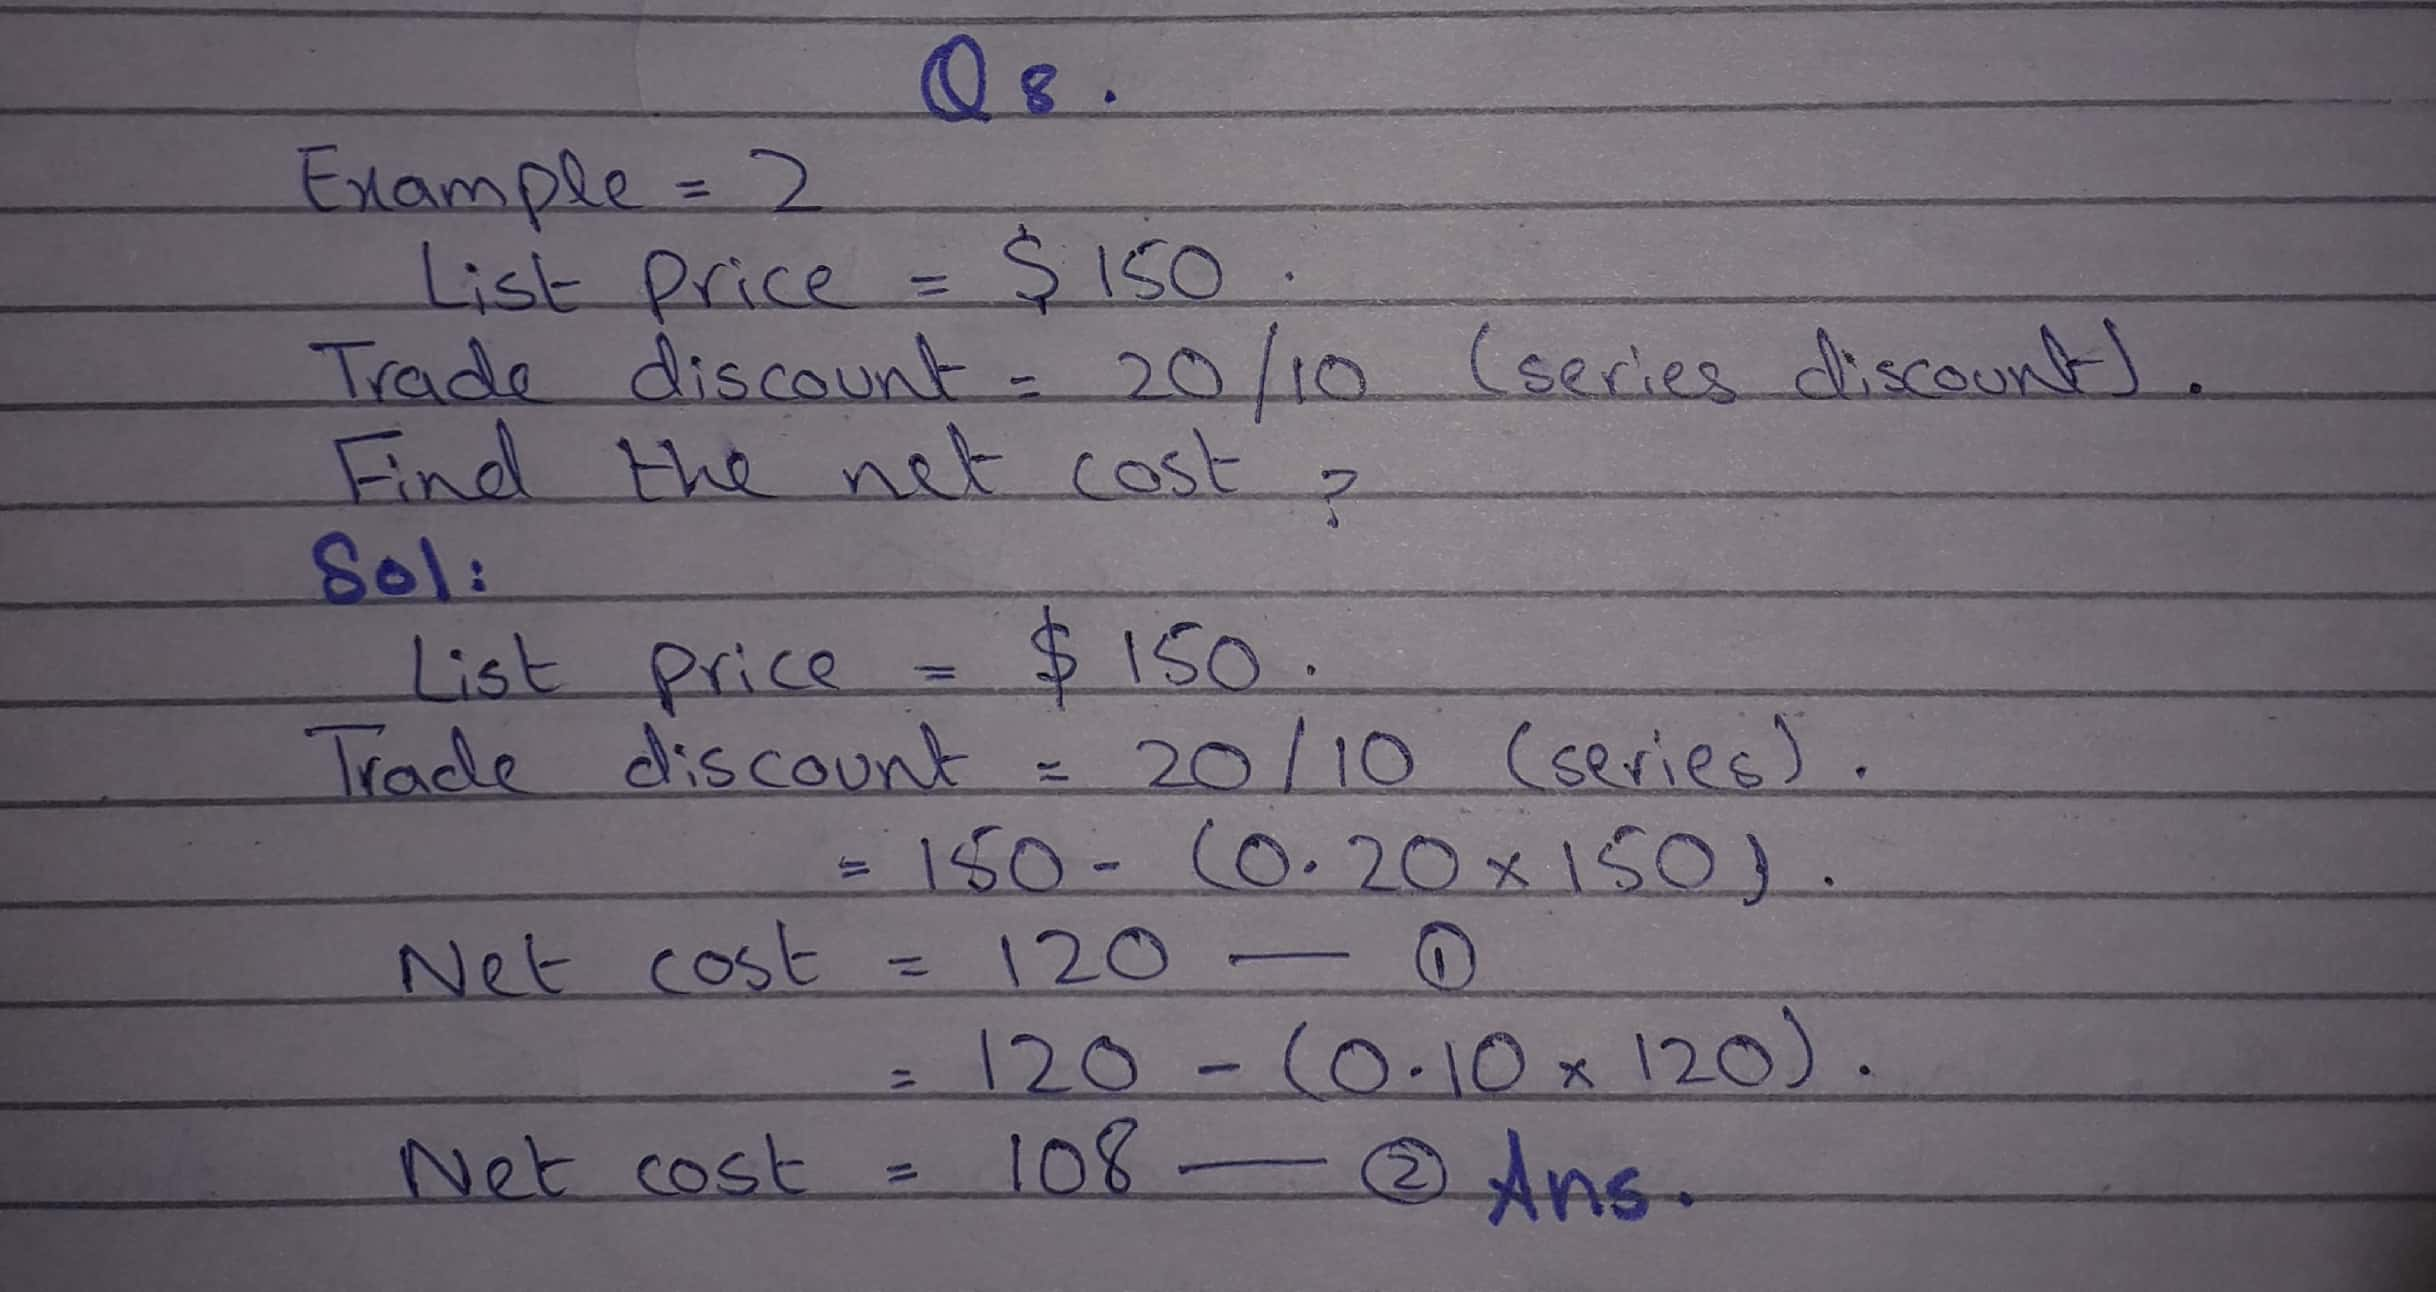 Q8.
Example = 2
List price = $150.
Trade discount = 20/10 (series discount).
Find the net cost ?
Sol:
List price = $150.
Trade discount = 20/10 (series).
= 150 - (0.20 x 150).
Net cost = 120 — ①
= 120 - (0.10 x 120).
Net cost = 108 — ② Ans.